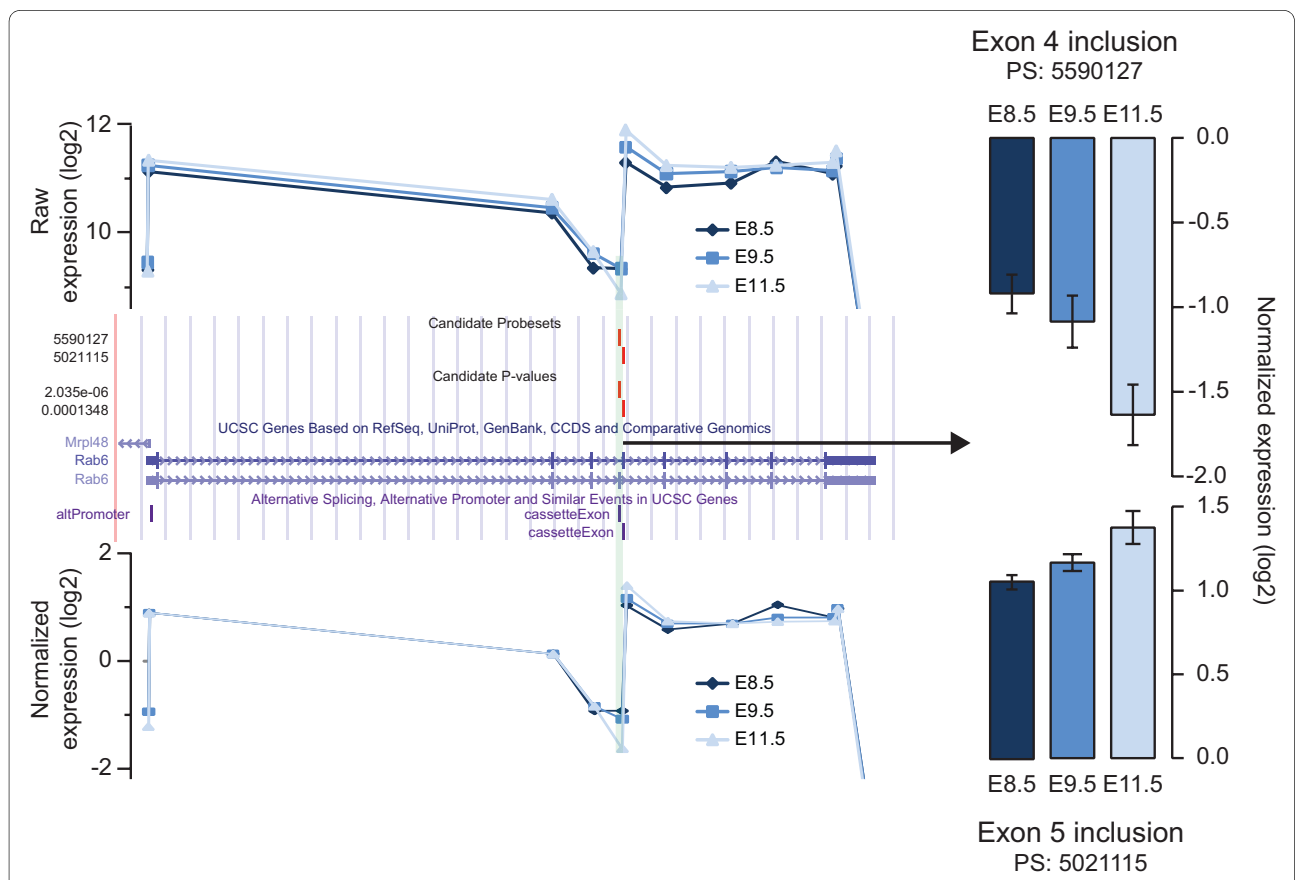 Exon 4 inclusion
PS: 5590127
E8.5 E9.5 E11.5
0.0
-0.5
-1.0
-1.5
-2.0
Normalized expression (log2)
12
10
Raw
expression (log2)
E8.5
E9.5
E11.5
Candidate Probesets
5590127
5021115
Candidate P-values
2.035e-06
0.0001348
UCSC Genes Based on RefSeq, UniProt, GenBank, CCDS and Comparative Genomics
Mrpl48
Rab6
Rab6
Alternative Splicing, Alternative Promoter and Similar Events in UCSC Genes
altPromoter cassetteExon
cassetteExon
2
0
-2
Normalized
expression (log2)
E8.5
E9.5
E11.5
1.5
1.0
0.5
0.0
E8.5 E9.5 E11.5
Exon 5 inclusion
PS: 5021115